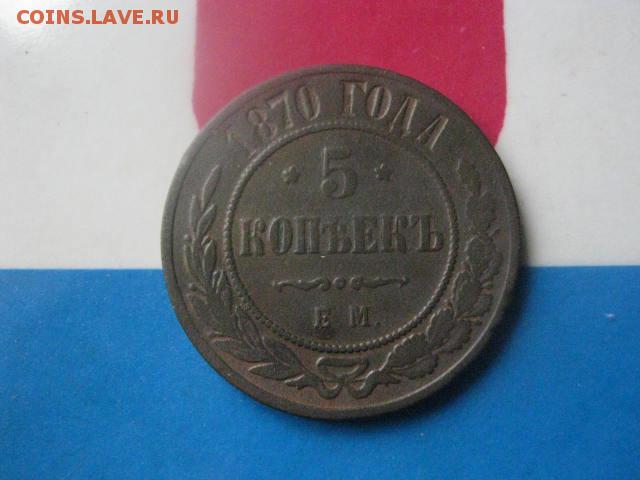 COINS.LAVE.RU
1870 ГОДА
* 5 *
КОПѢЕКЪ
Е М.